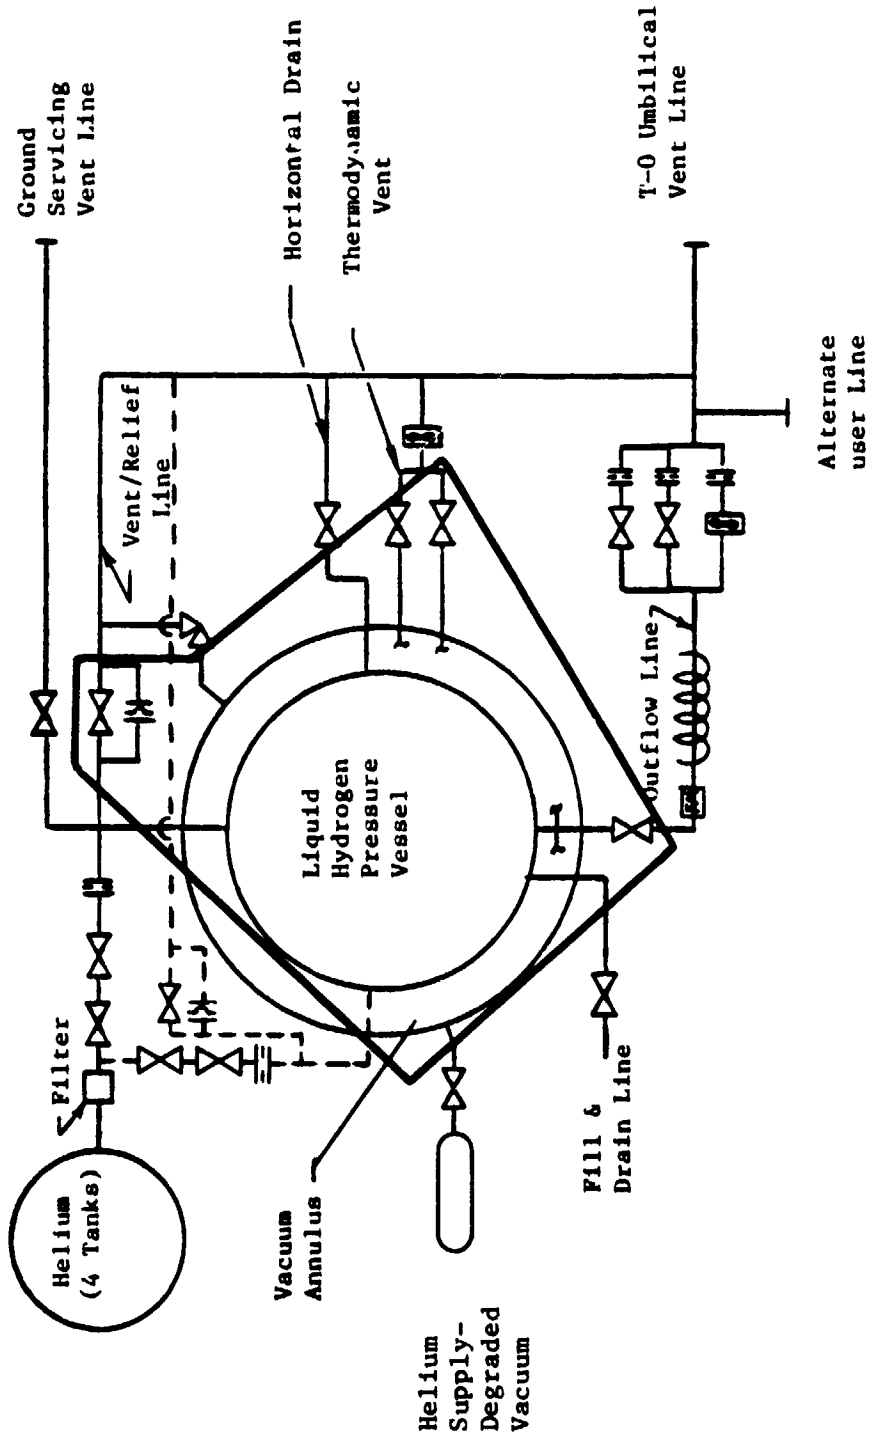 Ground
Servicing
Vent Line
Vent/Relief
Line
Horizontal Drain
Thermodynamic
Vent
T-O Umbilical
Vent Line
Alternate
user Line
Outflow Line
Liquid
Hydrogen
Pressure
Vessel
Filter
Helium
(4 Tanks)
Vacuum
Annulus
Fill &
Drain Line
Helium
Supply-
Degraded
Vacuum